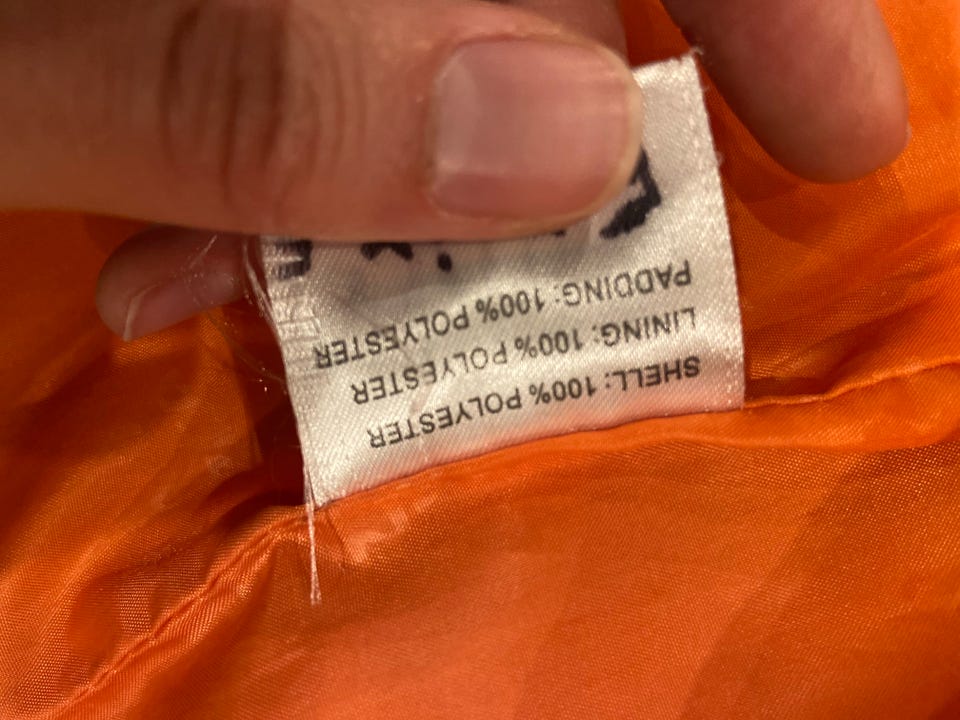 SHELL: 100% POLYESTER
LINING: 100% POLYESTER
PADDING: 100% POLYESTER